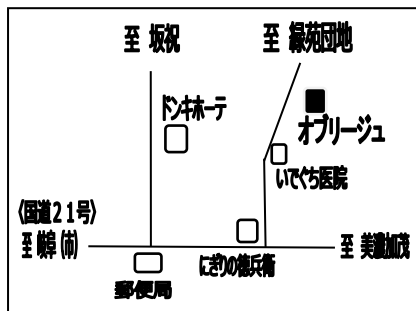 至 坂祝
至 緑苑団地
ドンキホーテ
オブリージュ
いでぐち医院
〈国道21号〉
至 岐阜(市)
至 美濃加茂
にぎりの徳兵衛
郵便局